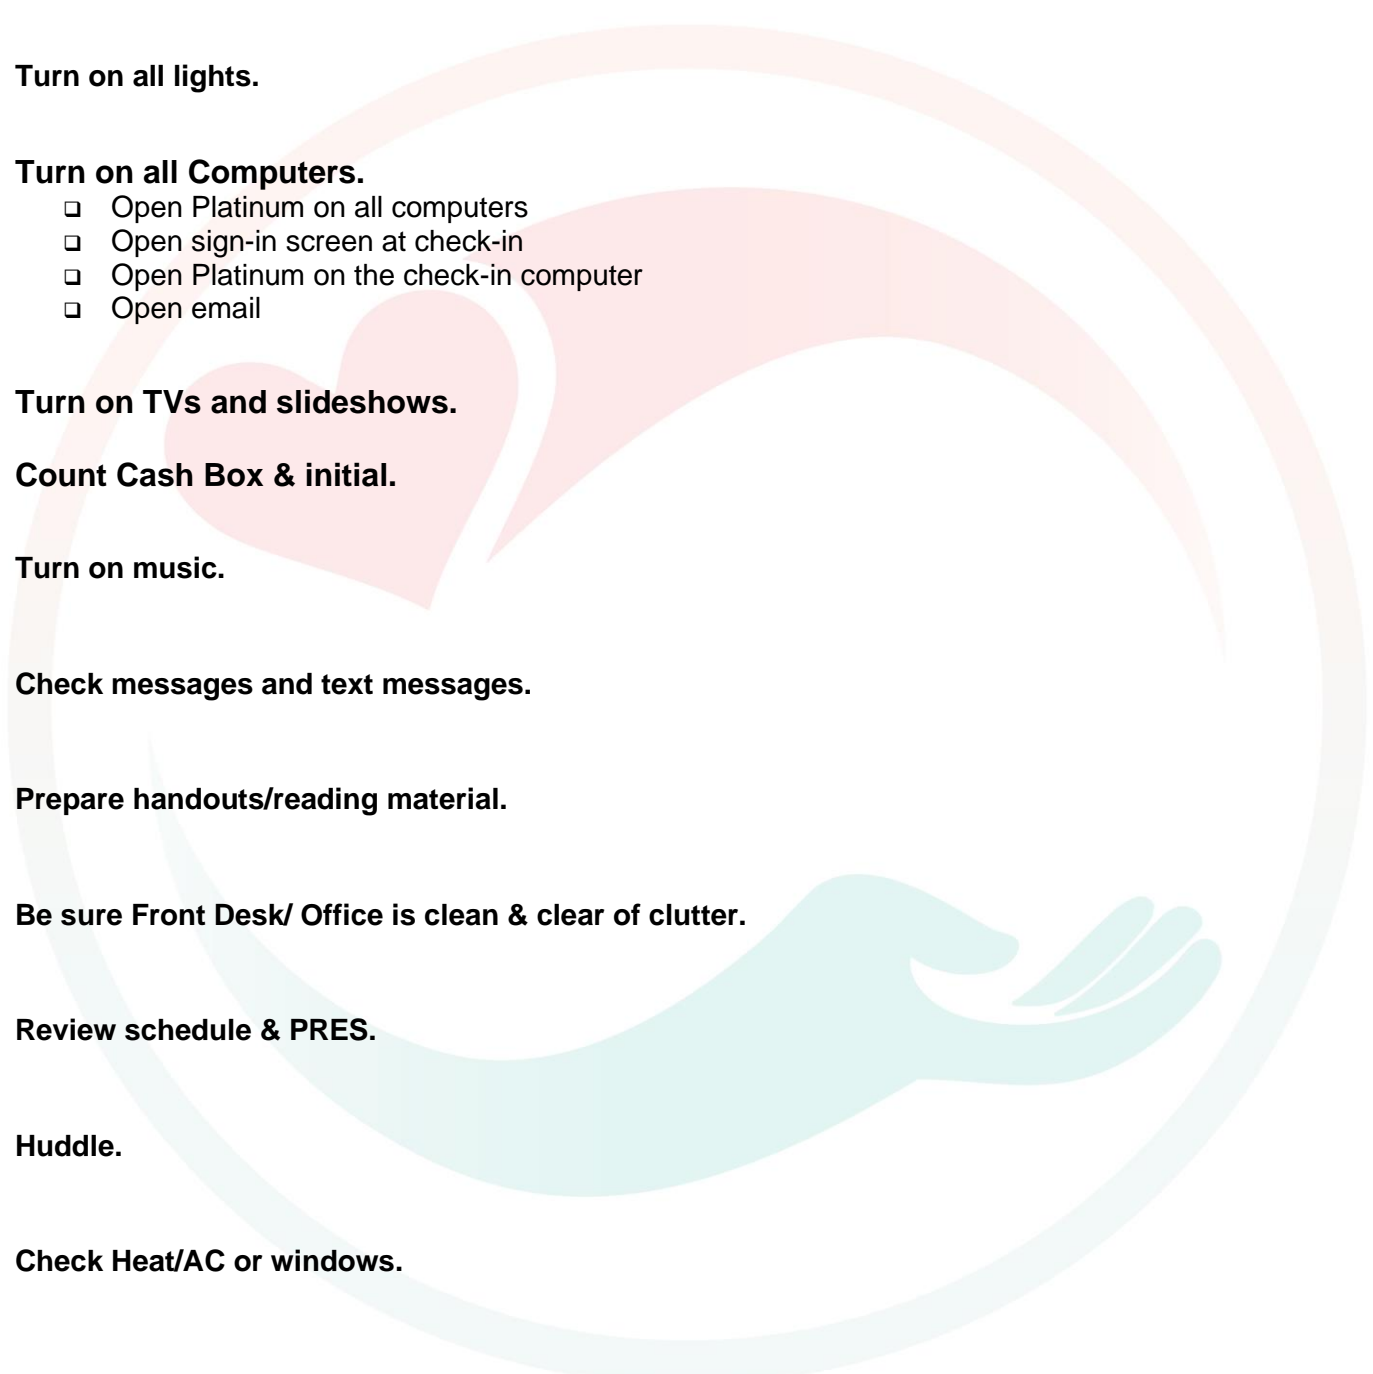 Turn on all lights.
Turn on all Computers.
❑ Open Platinum on all computers
❑ Open sign-in screen at check-in
❑ Open Platinum on the check-in computer
❑ Open email
Turn on TVs and slideshows.
Count Cash Box & initial.
Turn on music.
Check messages and text messages.
Prepare handouts/reading material.
Be sure Front Desk/ Office is clean & clear of clutter.
Review schedule & PRES.
Huddle.
Check Heat/AC or windows.